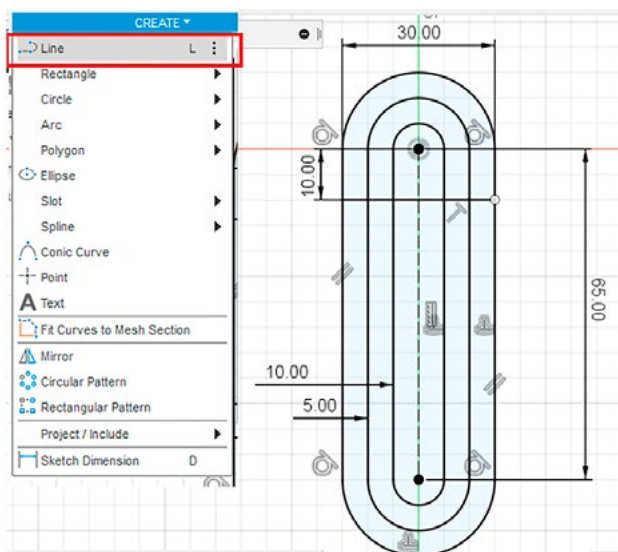 CREATE
Line L
Rectangle
Circle
Arc
Polygon
Ellipse
Slot
Spline
Conic Curve
Point
A Text
Fit Curves to Mesh Section
Mirror
Circular Pattern
Rectangular Pattern
Project / Include
Sketch Dimension D
30.00
10.00
65.00
10.00
5.00